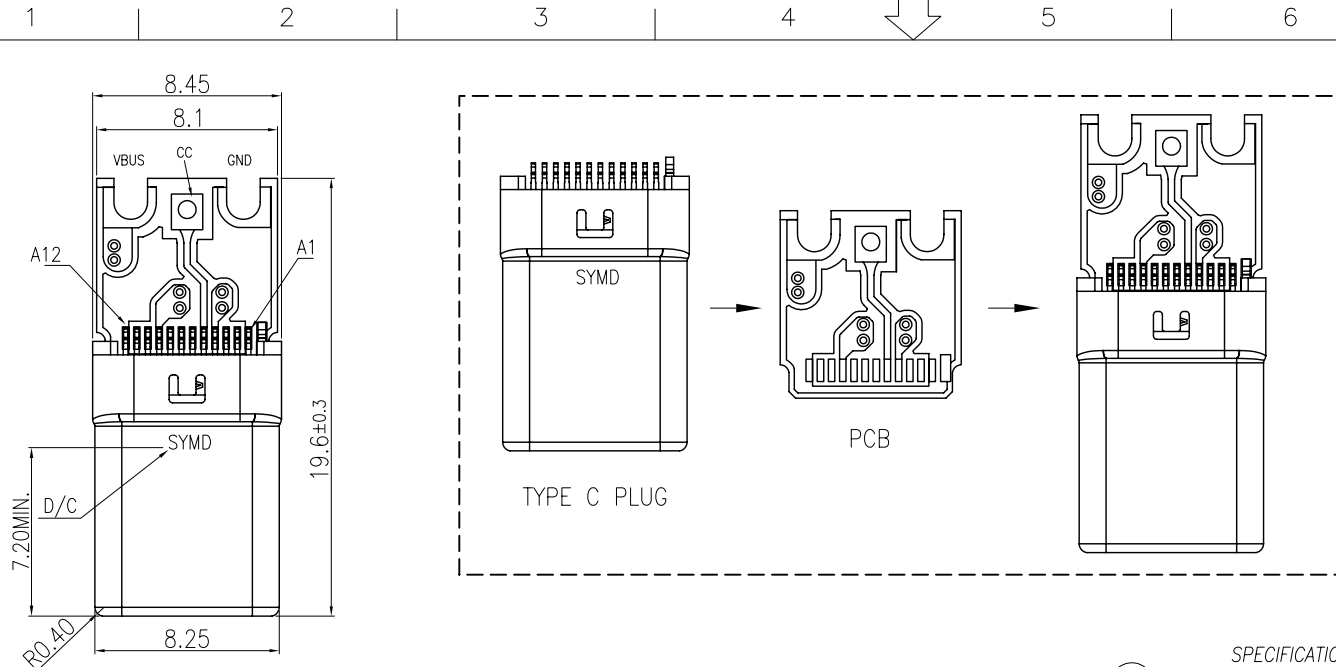 1 2 3 4 5 6
8.45
8.1
VBUS CC GND
A12 A1
19.6±0.3
SYMD
D/C
7.20MIN.
R0.40
8.25
SYMD
TYPE C PLUG
PCB